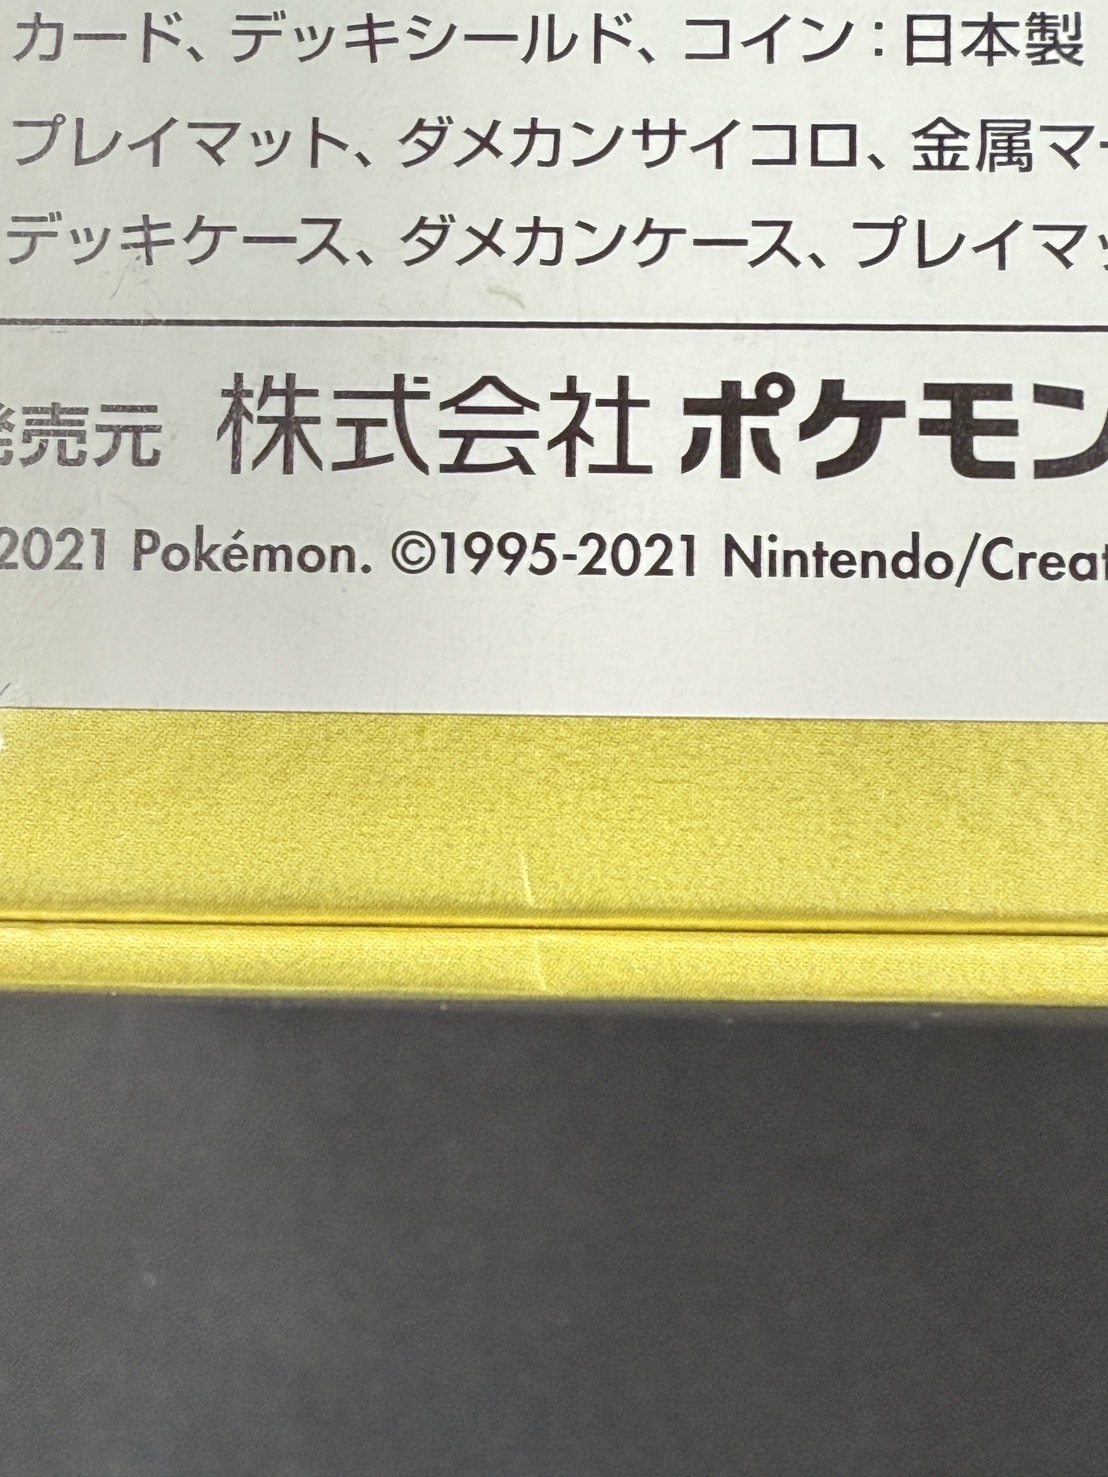 カード、デッキシールド、コイン：日本製
プレイマット、ダメカンサイコロ、金属マー
デッキケース、ダメカンケース、プレイマッ
発売元 株式会社ポケモン
2021 Pokémon. ©1995-2021 Nintendo/Creat